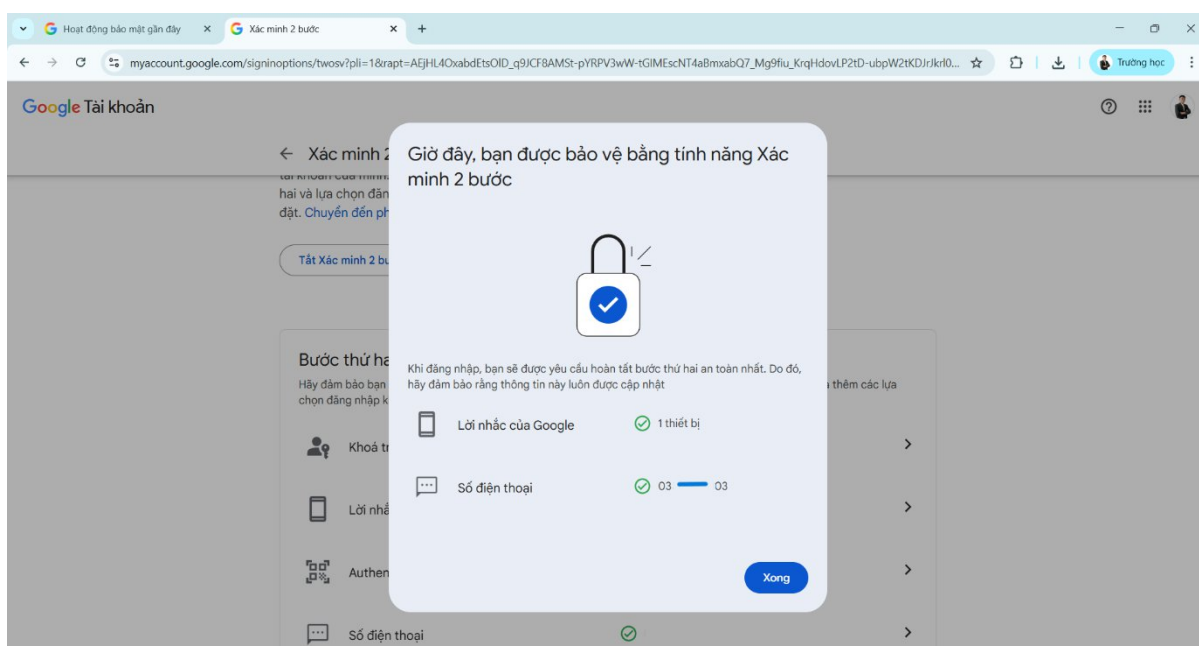 Hoạt động bảo mật gần đây
Xác minh 2 bước
myaccount.google.com/signinoptions/twosv?pli=1&rapt=
Trường học
Google Tài khoản
Xác minh 2
hai và lựa chọn đăn
đặt. Chuyển đến ph
Tắt Xác minh 2 bu
Giờ đây, bạn được bảo vệ bằng tính năng Xác
minh 2 bước
Khi đăng nhập, bạn sẽ được yêu cầu hoàn tất bước thứ hai an toàn nhất. Do đó,
hãy đảm bảo rằng thông tin này luôn được cập nhật
Lời nhắc của Google
1 thiết bị
Số điện thoại
03 03
Xong
Bước thứ ha
Hãy đảm bảo bạn
thêm các lựa
chọn đăng nhập k
Khoá tr
Lời nhắ
Authen
Số điện thoại